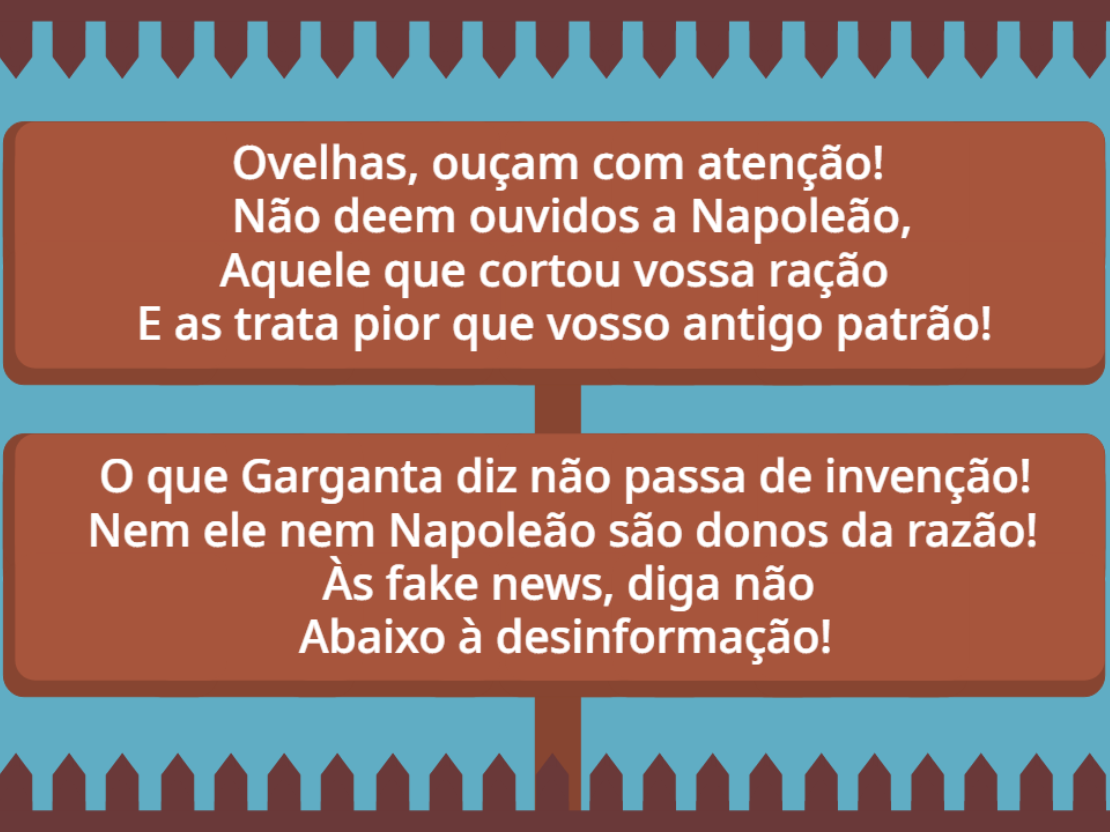 Ovelhas, ouçam com atenção!
Não deem ouvidos a Napoleão,
Aquele que cortou vossa ração
E as trata pior que vosso antigo patrão!
O que Garganta diz não passa de invenção!
Nem ele nem Napoleão são donos da razão!
Às fake news, diga não
Abaixo à desinformação!